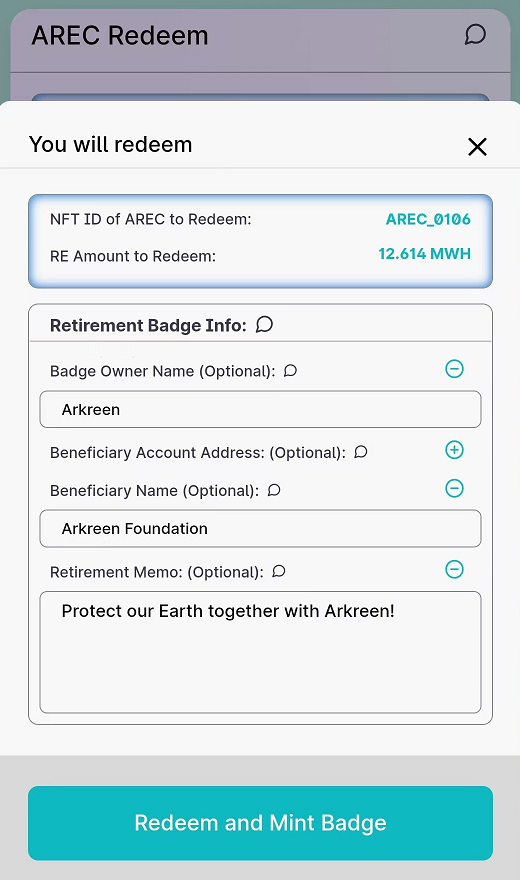 AREC Redeem
You will redeem
NFT ID of AREC to Redeem: AREC_0106
RE Amount to Redeem: 12.614 MWH
Retirement Badge Info:
Badge Owner Name (Optional):
Arkreen
Beneficiary Account Address: (Optional):
Beneficiary Name (Optional):
Arkreen Foundation
Retirement Memo: (Optional):
Protect our Earth together with Arkreen!
Redeem and Mint Badge